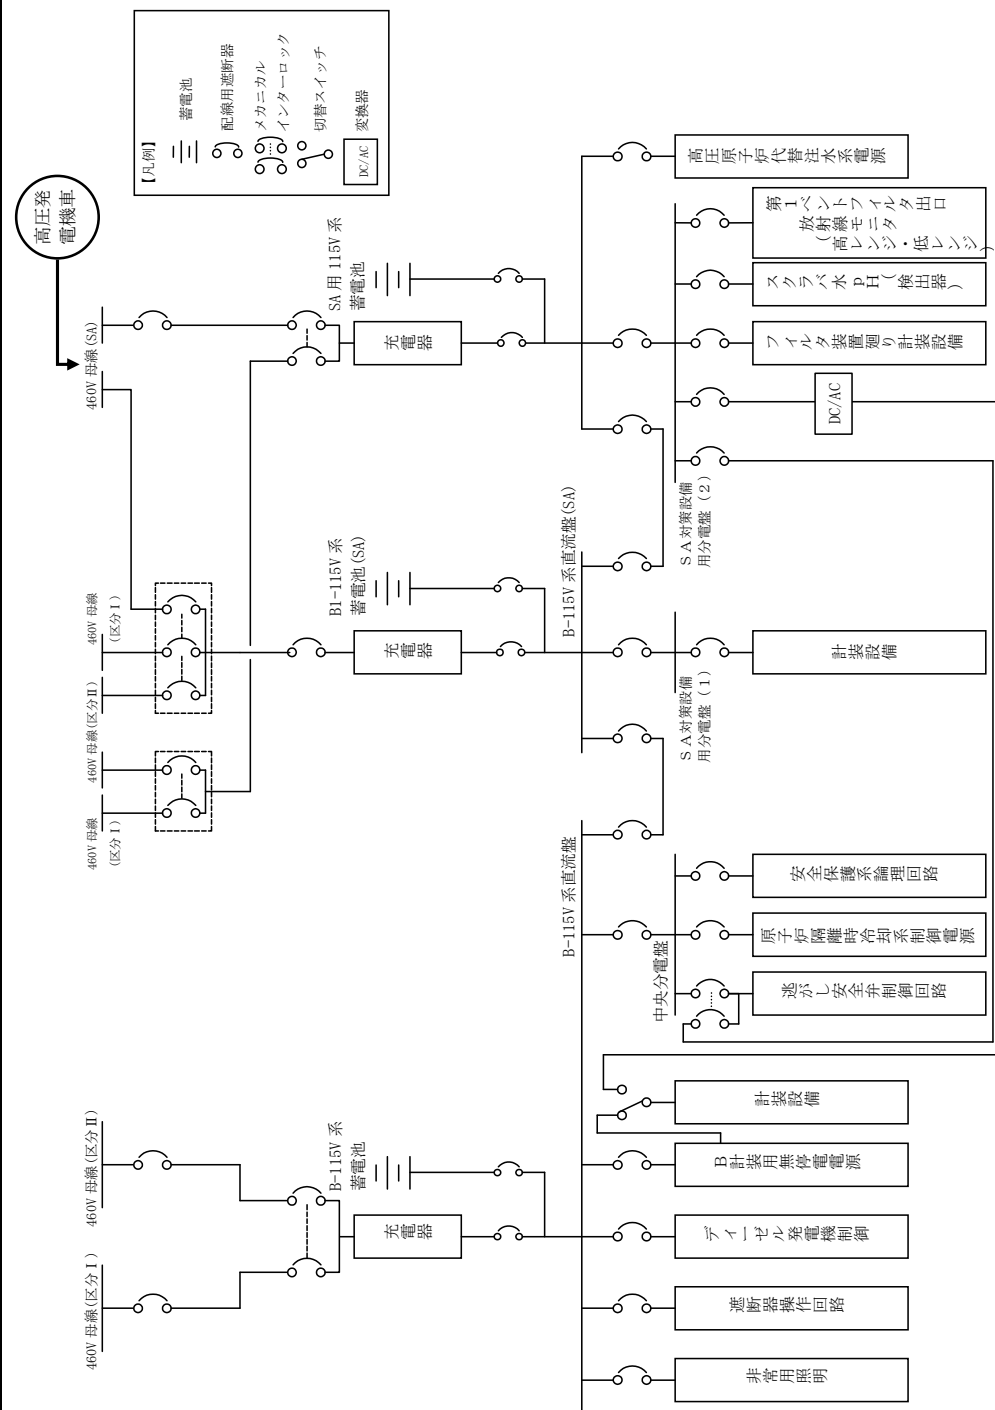 【凡例】
蓄電池
配線用遮断器
メカニカル
インターロック
切替スイッチ
DC/AC
変換器
高圧発
電機車
460V 母線(SA)
460V 母線
(区分Ⅰ)
460V 母線(区分Ⅱ)
460V 母線(区分Ⅱ)
460V 母線
(区分Ⅰ)
460V 母線(区分Ⅱ)
460V 母線(区分Ⅰ)
SA 用 115V 系
蓄電池
充電器
B1-115V 系
蓄電池(SA)
充電器
B-115V 系
蓄電池
充電器
B-115V 系直流盤(SA)
B-115V 系直流盤
高圧原子炉代替注水系電源
第1ベントフィルタ出口
放射線モニタ
(高レンジ・低レンジ)
スクラバ水 pH(検出器)
フィルタ装置廻り計装設備
DC/AC
SA対策設備
用分電盤(2)
SA対策設備
用分電盤(1)
計装設備
中央分電盤
安全保護系論理回路
原子炉隔離時冷却系制御電源
逃がし安全弁制御回路
計装設備
B計装用無停電電源
ディーゼル発電機制御
遮断器操作回路
非常用照明